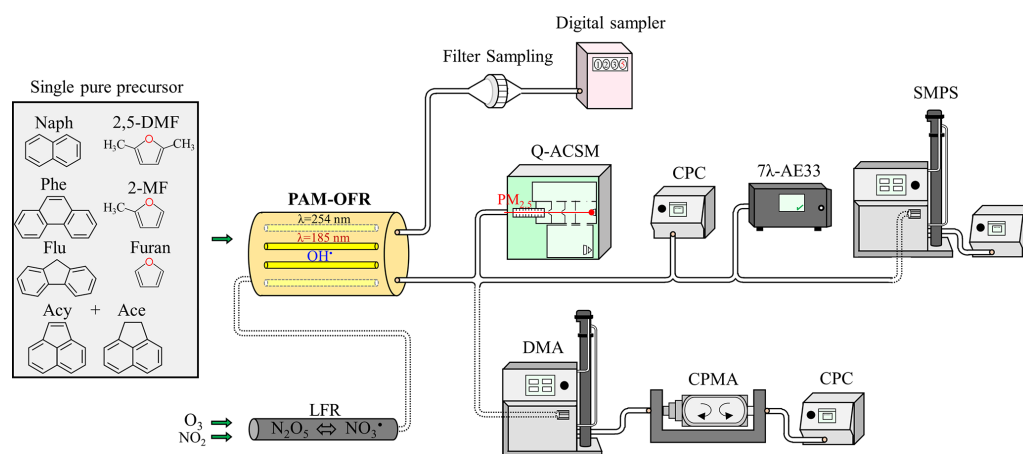 Digital sampler
Filter Sampling
①②③⑤
Single pure precursor
Naph
2,5-DMF
H₃C
O
CH₃
Phe
2-MF
H₃C
O
Flu
Furan
O
Acy + Ace
PAM-OFR
λ=254 nm
λ=185 nm
OH•
Q-ACSM
PM₂.₅
CPC
7λ-AE33
SMPS
DMA
CPMA
CPC
O₃
NO₂
LFR
N₂O₅ ⇔ NO₃•